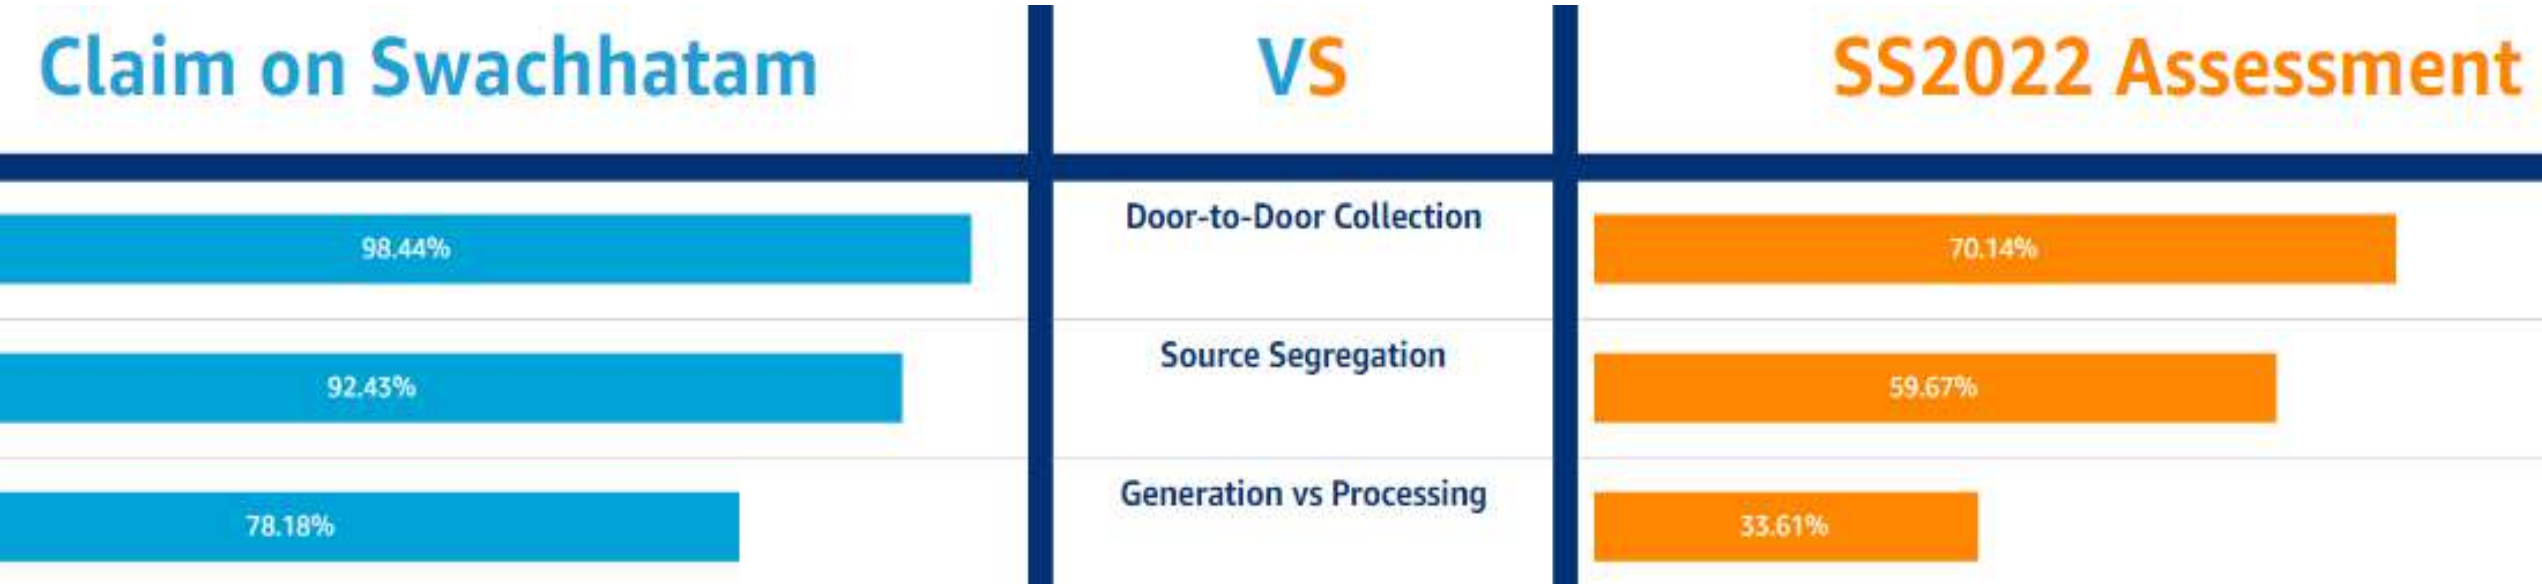 Claim on Swachhatam
VS
SS2022 Assessment
98.44%
Door-to-Door Collection
70.14%
92.43%
Source Segregation
59.67%
78.18%
Generation vs Processing
33.61%